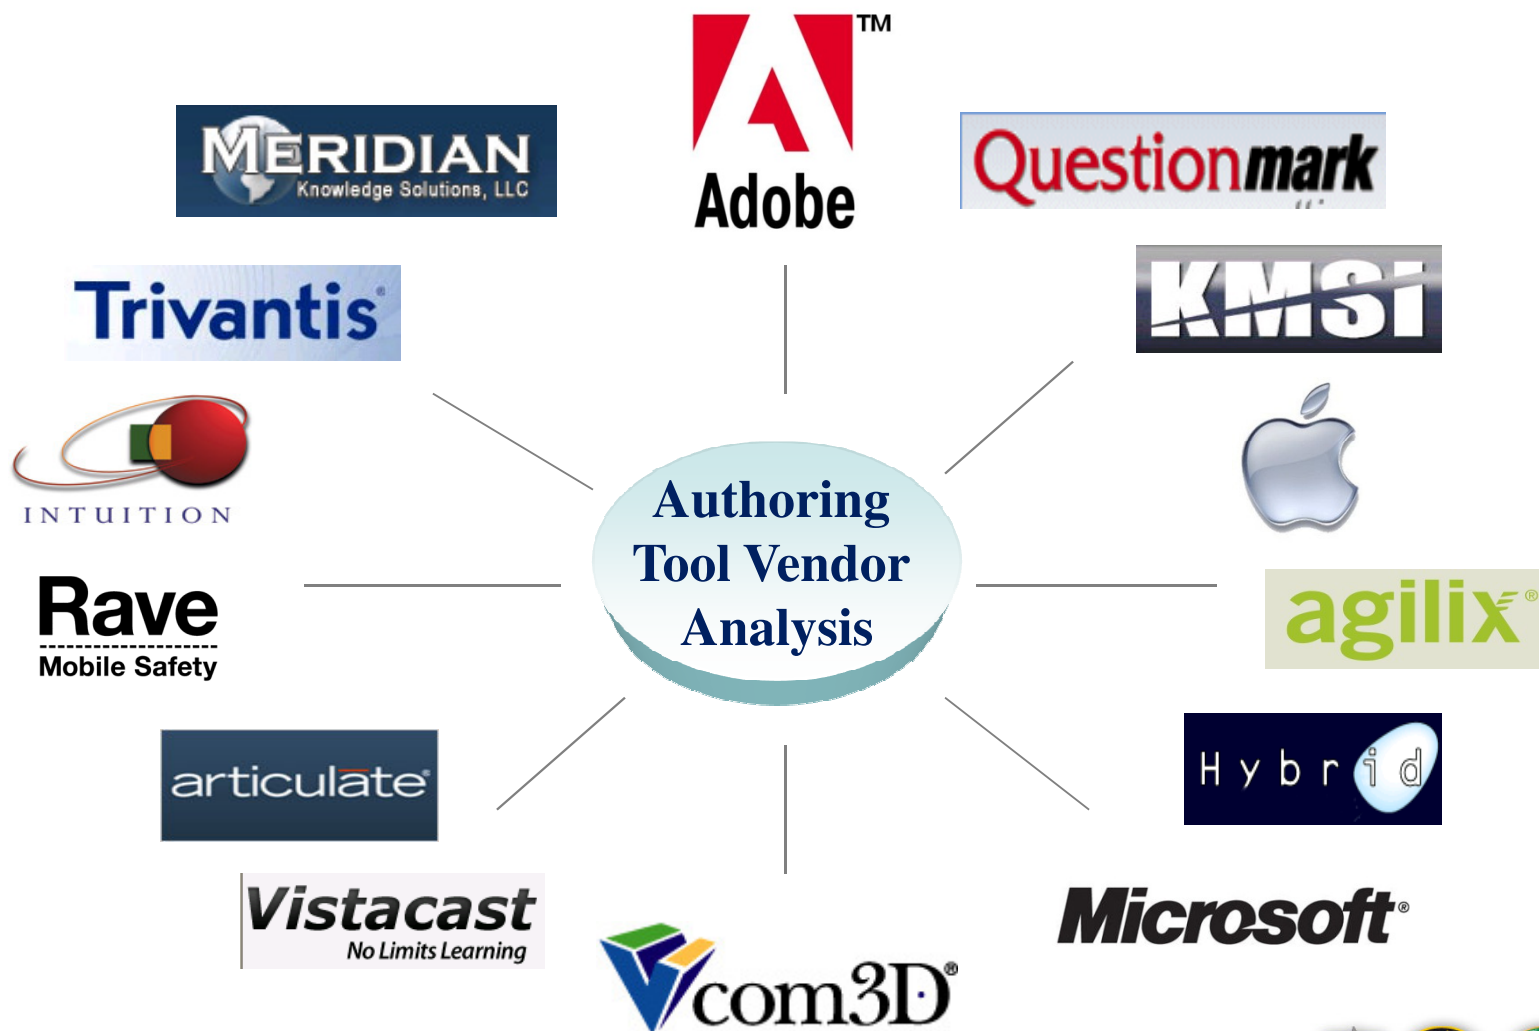 TM
Adobe
MERIDIAN
Knowledge Solutions, LLC
Questionmark
Trivantis®
KMSi
INTUITION
Authoring
Tool Vendor
Analysis
Rave
Mobile Safety
agilix®
articulate®
Hybrid
Vistacast
No Limits Learning
Microsoft®
Vcom3D®